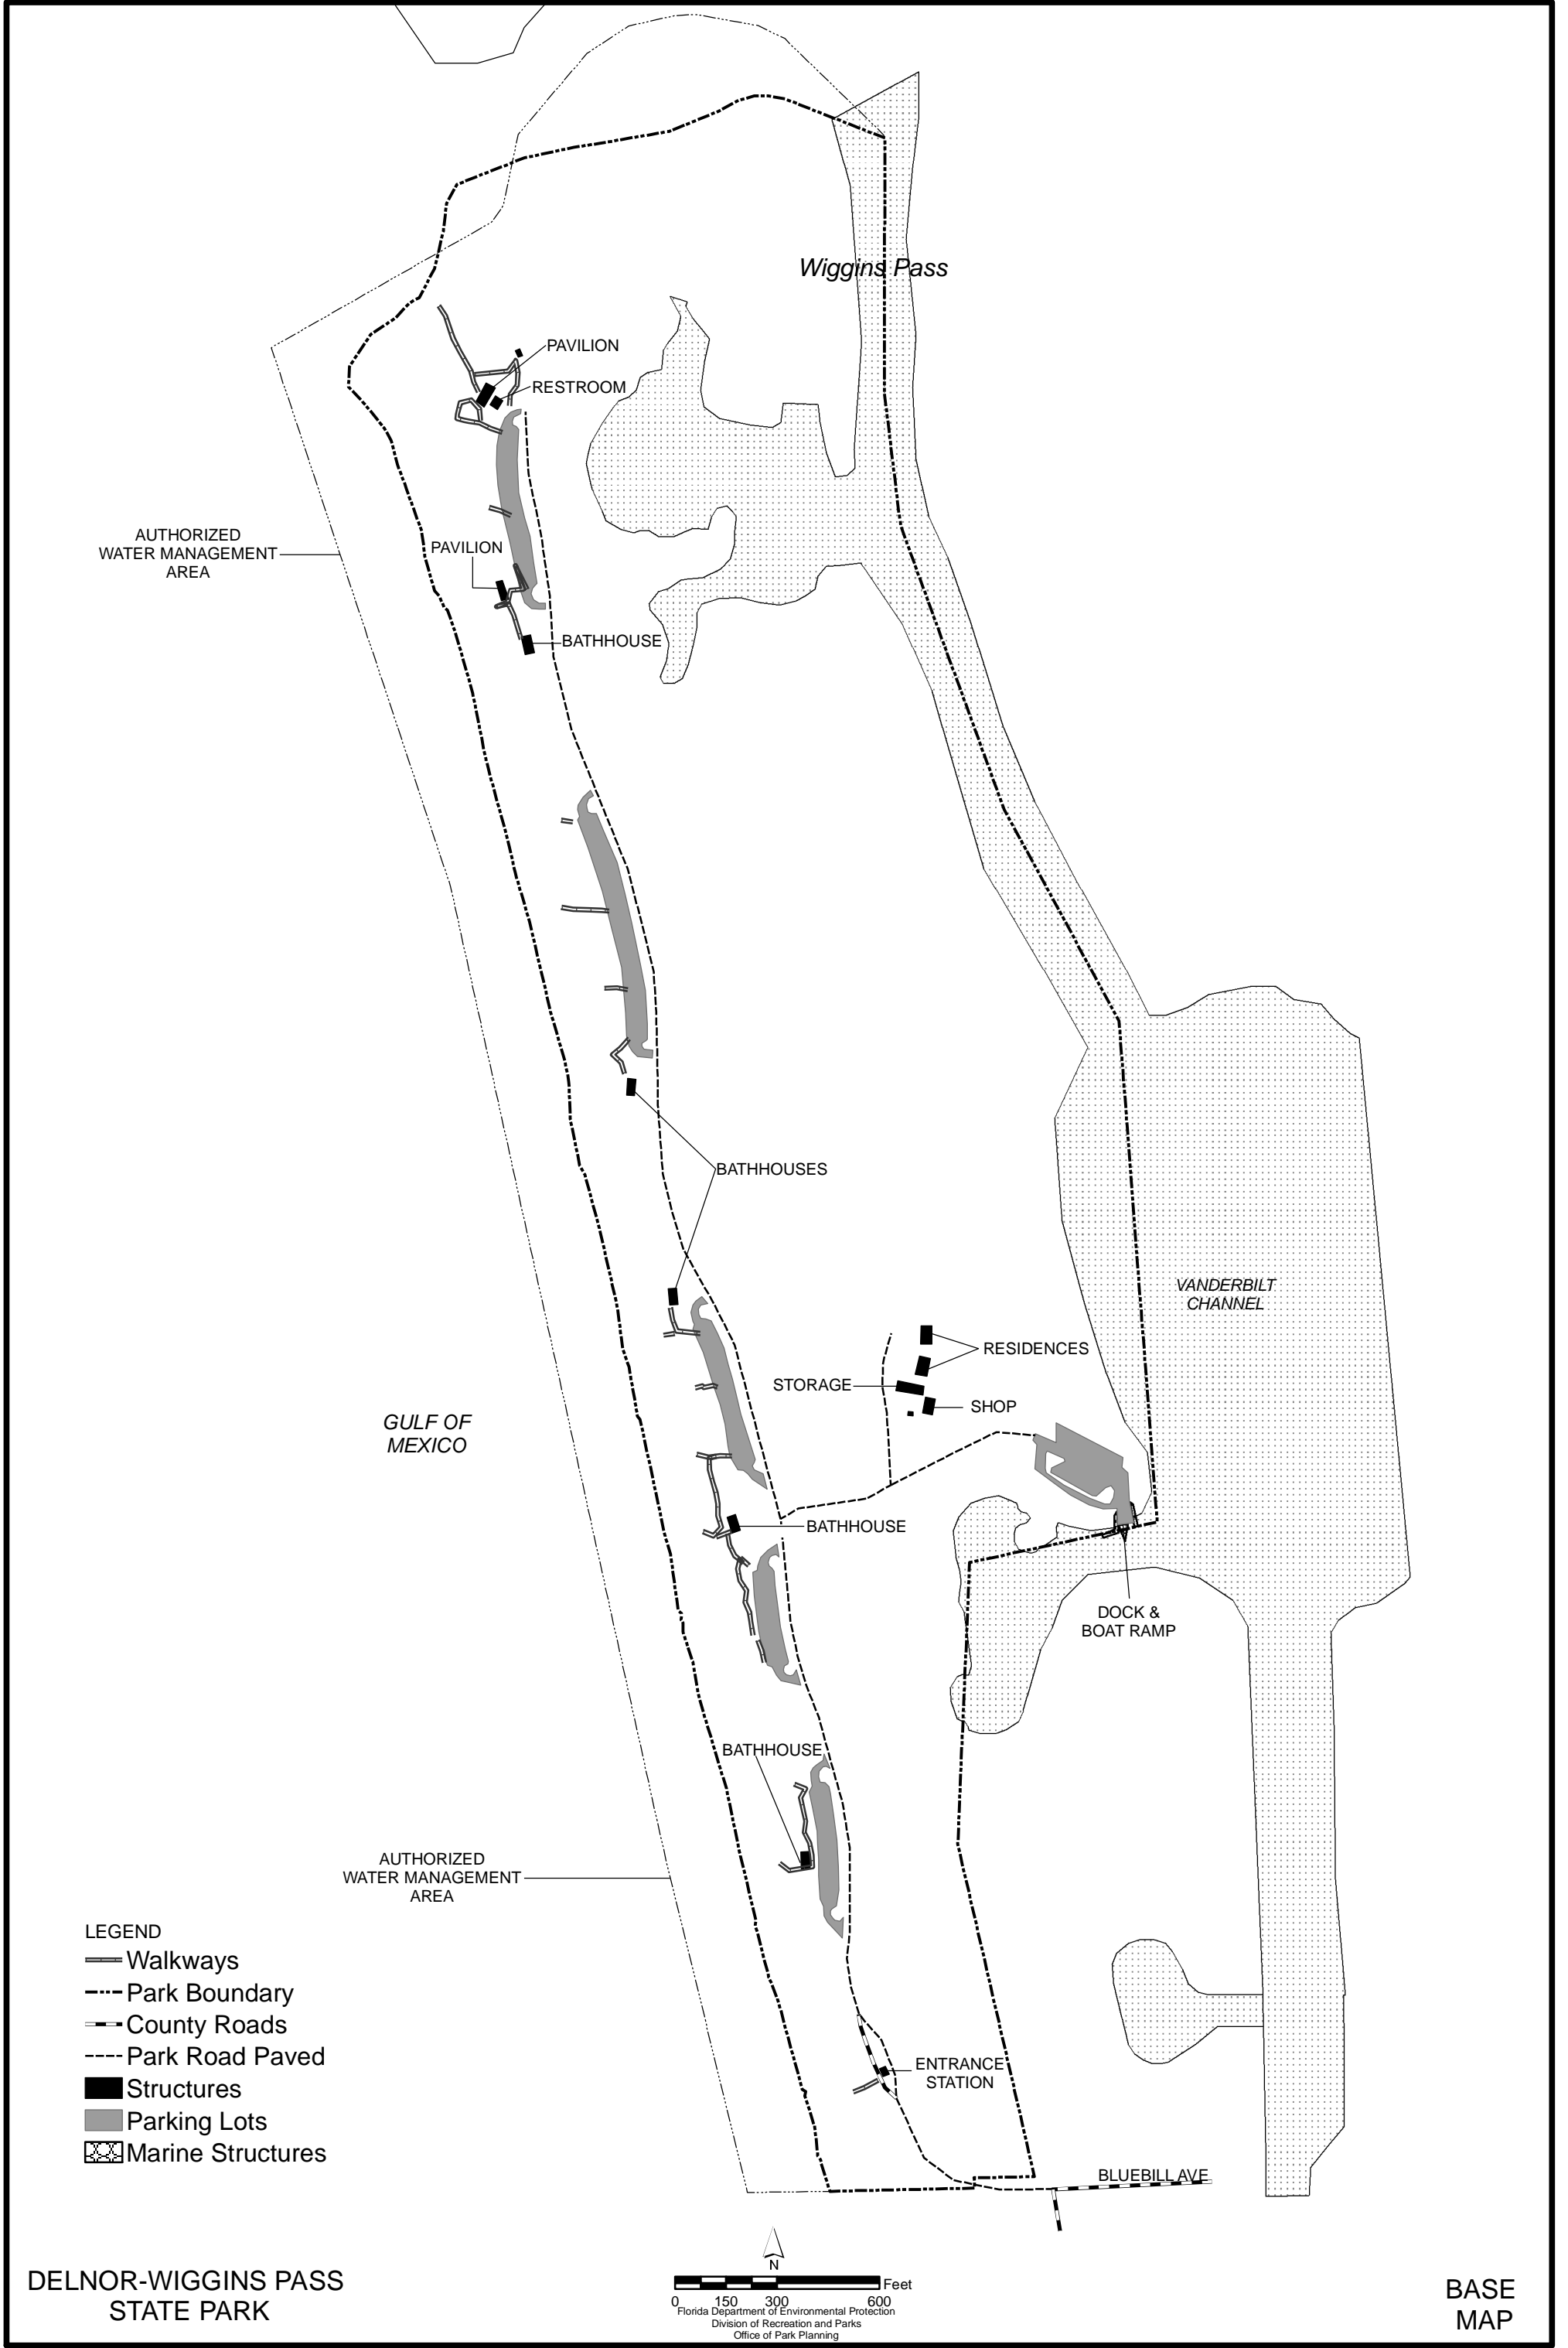 Wiggins Pass
PAVILION
RESTROOM
AUTHORIZED
WATER MANAGEMENT
AREA
PAVILION
BATHHOUSE
BATHHOUSES
VANDERBILT
CHANNEL
RESIDENCES
STORAGE
SHOP
GULF OF
MEXICO
BATHHOUSE
DOCK &
BOAT RAMP
BATHHOUSE
AUTHORIZED
WATER MANAGEMENT
AREA
LEGEND
Walkways
Park Boundary
County Roads
Park Road Paved
Structures
Parking Lots
Marine Structures
ENTRANCE
STATION
BLUEBILL AVE
N
Feet
0 150 300 600
Florida Department of Environmental Protection
Division of Recreation and Parks
Office of Park Planning
DELNOR-WIGGINS PASS
STATE PARK
BASE
MAP